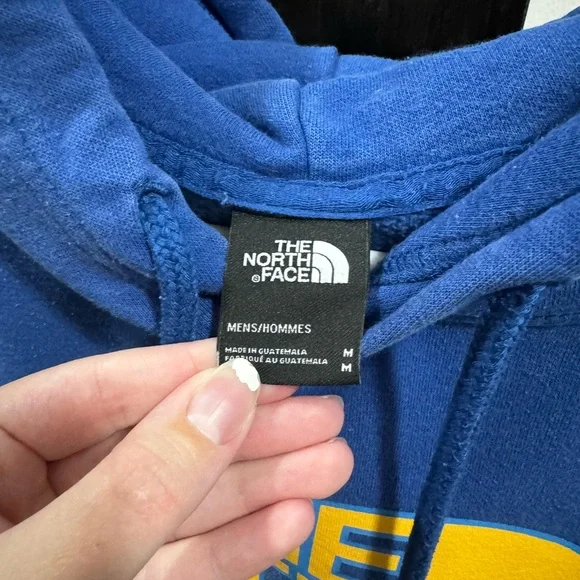 THE
NORTH
FACE
®
MENS/HOMMES
MADE IN GUATEMALA M
FABRIQUÉ AU GUATEMALA M